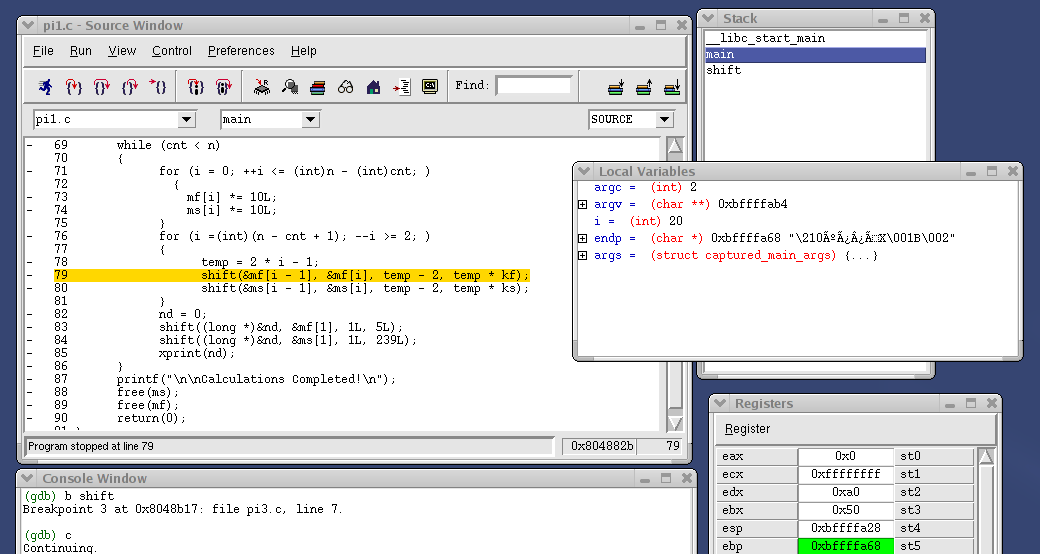 pi1.c - Source Window
File Run View Control Preferences Help
Find:
pi1.c main SOURCE
- 69 while (cnt < n)
70 {
- 71 for (i = 0; ++i <= (int)n - (int)cnt; )
72 {
- 73 mf[i] *= 10L;
- 74 ms[i] *= 10L;
75 }
- 76 for (i =(int)(n - cnt + 1); --i >= 2; )
77 {
- 78 temp = 2 * i - 1;
- 79 shift(&mf[i - 1], &mf[i], temp - 2, temp * kf);
- 80 shift(&ms[i - 1], &ms[i], temp - 2, temp * ks);
81 }
- 82 nd = 0;
- 83 shift((long *)&nd, &mf[1], 1L, 5L);
- 84 shift((long *)&nd, &ms[1], 1L, 239L);
- 85 xprint(nd);
- 86 }
- 87 printf("\n\nCalculations Completed!\n");
- 88 free(ms);
- 89 free(mf);
- 90 return(0);
Program stopped at line 79 0x804882b 79
Stack
__libc_start_main
main
shift
Local Variables
argc = (int) 2
argv = (char **) 0xbffffab4
i = (int) 20
endp = (char *) 0xbffffa68
args = (struct captured_main_args) {...}
Console Window
(gdb) b shift
Breakpoint 3 at 0x8048b17: file pi3.c, line 7.
(gdb) c
Continuing.
Registers
Register
eax 0x0 st0
ecx 0xffffffff st1
edx 0xa0 st2
ebx 0x50 st3
esp 0xbffffa28 st4
ebp 0xbffffa68 st5